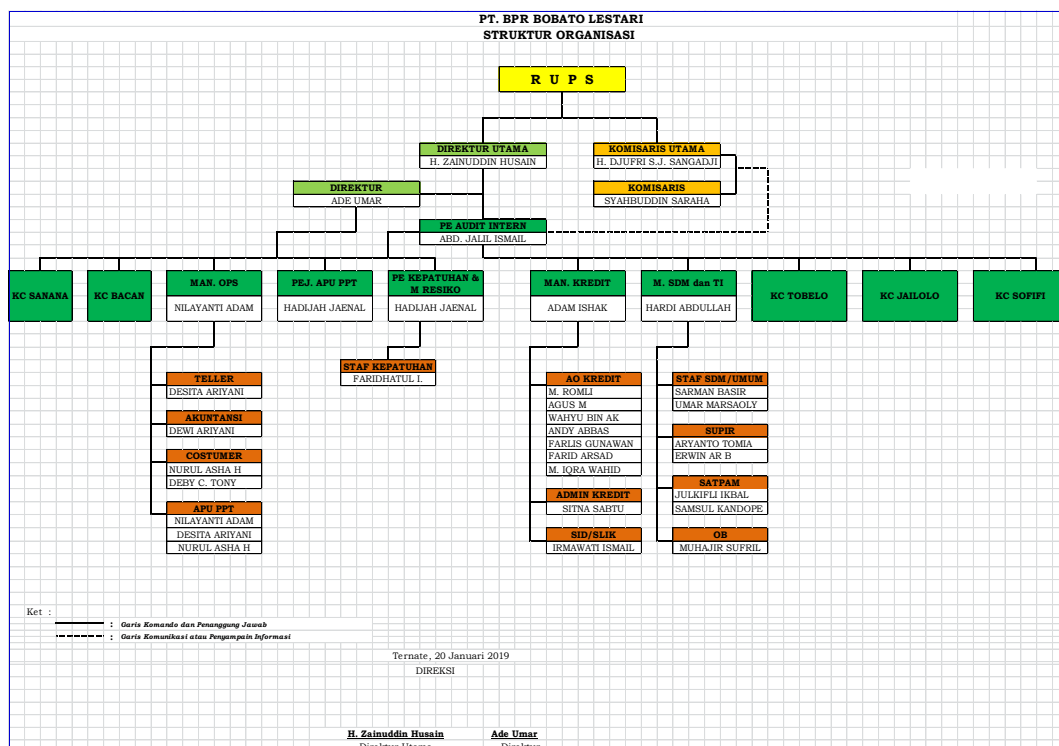 PT. BPR BOBATO LESTARI
STRUKTUR ORGANISASI
R U P S
DIREKTUR UTAMA
H. ZAINUDDIN HUSAIN
KOMISARIS UTAMA
H. DJUFRI S.J. SANGADJI
DIREKTUR
ADE UMAR
KOMISARIS
SYAHBUDDIN SARAHA
PE AUDIT INTERN
ABD. JALIL ISMAIL
KC SANANA
KC BACAN
MAN. OPS
NILAYANTI ADAM
PEJ. APU PPT
HADIJAH JAENAL
PE KEPATUHAN &
M RESIKO
HADIJAH JAENAL
MAN. KREDIT
ADAM ISHAK
M. SDM dan TI
HARDI ABDULLAH
KC TOBELO
KC JAILOLO
KC SOFIFI
STAF KEPATUHAN
FARIDHATUL I.
TELLER
DESITA ARIYANI
AKUNTANSI
DEWI ARIYANI
COSTUMER
NURUL ASHA H
DEBY C. TONY
APU PPT
NILAYANTI ADAM
DESITA ARIYANI
NURUL ASHA H
AO KREDIT
M. ROMLI
AGUS M
WAHYU BIN AK
ANDY ABBAS
FARLIS GUNAWAN
FARID ARSAD
M. IQRA WAHID
ADMIN KREDIT
SITNA SABTU
SID/SLIK
IRMAWATI ISMAIL
STAF SDM/UMUM
SARMAN BASIR
UMAR MARSAOLY
SUPIR
ARYANTO TOMIA
ERWIN AR B
SATPAM
JULKIFLI IKBAL
SAMSUL KANDOPE
OB
MUHAJIR SUFRIL
Ket :
: Garis Komando dan Penanggung Jawab
: Garis Komunikasi atau Penyampain Informasi
Ternate, 20 Januari 2019
DIREKSI
H. Zainuddin Husain Ade Umar
Direktur Utama Direktur